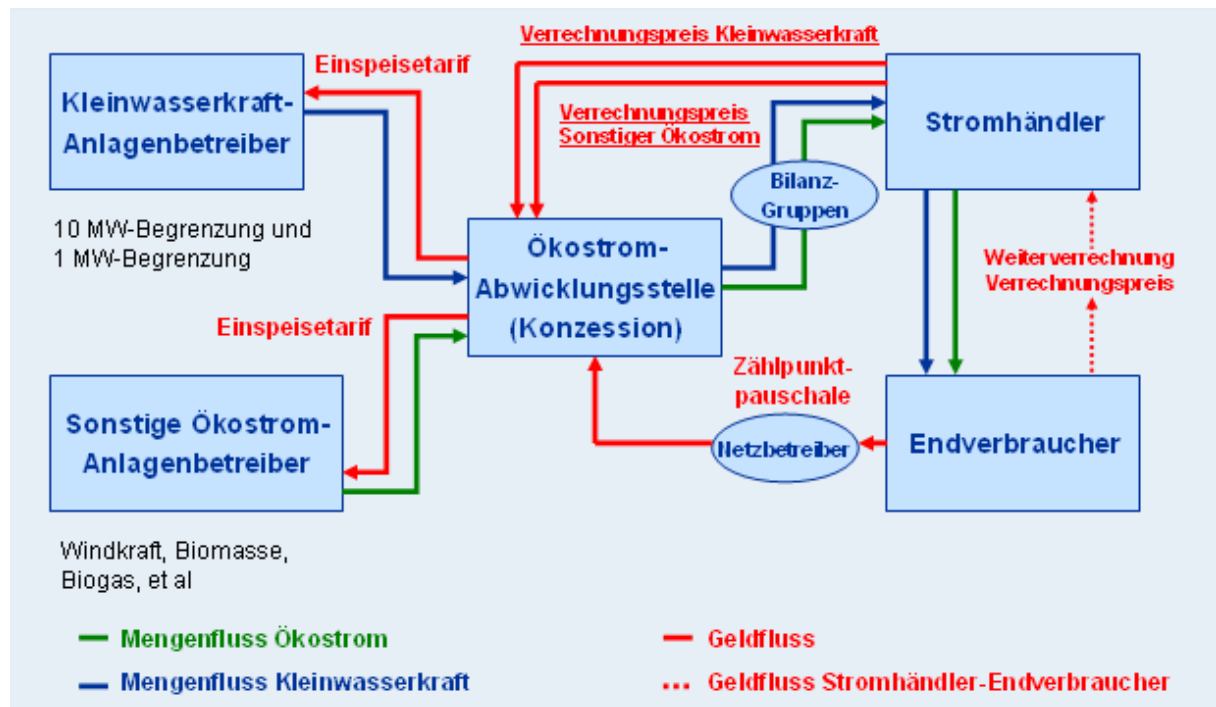 Verrechnungspreis Kleinwasserkraft
Einspeisetarif
Kleinwasserkraft-
Anlagenbetreiber
Verrechnungspreis
Sonstiger Ökostrom
Stromhändler
Bilanz-
Gruppen
10 MW-Begrenzung und
1 MW-Begrenzung
Ökostrom-
Abwicklungsstelle
(Konzession)
Weiterverrechnung
Verrechnungspreis
Einspeisetarif
Zählpunkt-
pauschale
Sonstige Ökostrom-
Anlagenbetreiber
Netzbetreiber
Endverbraucher
Windkraft, Biomasse,
Biogas, et al
Mengenfluss Ökostrom
Geldfluss
Mengenfluss Kleinwasserkraft
Geldfluss Stromhändler-Endverbraucher